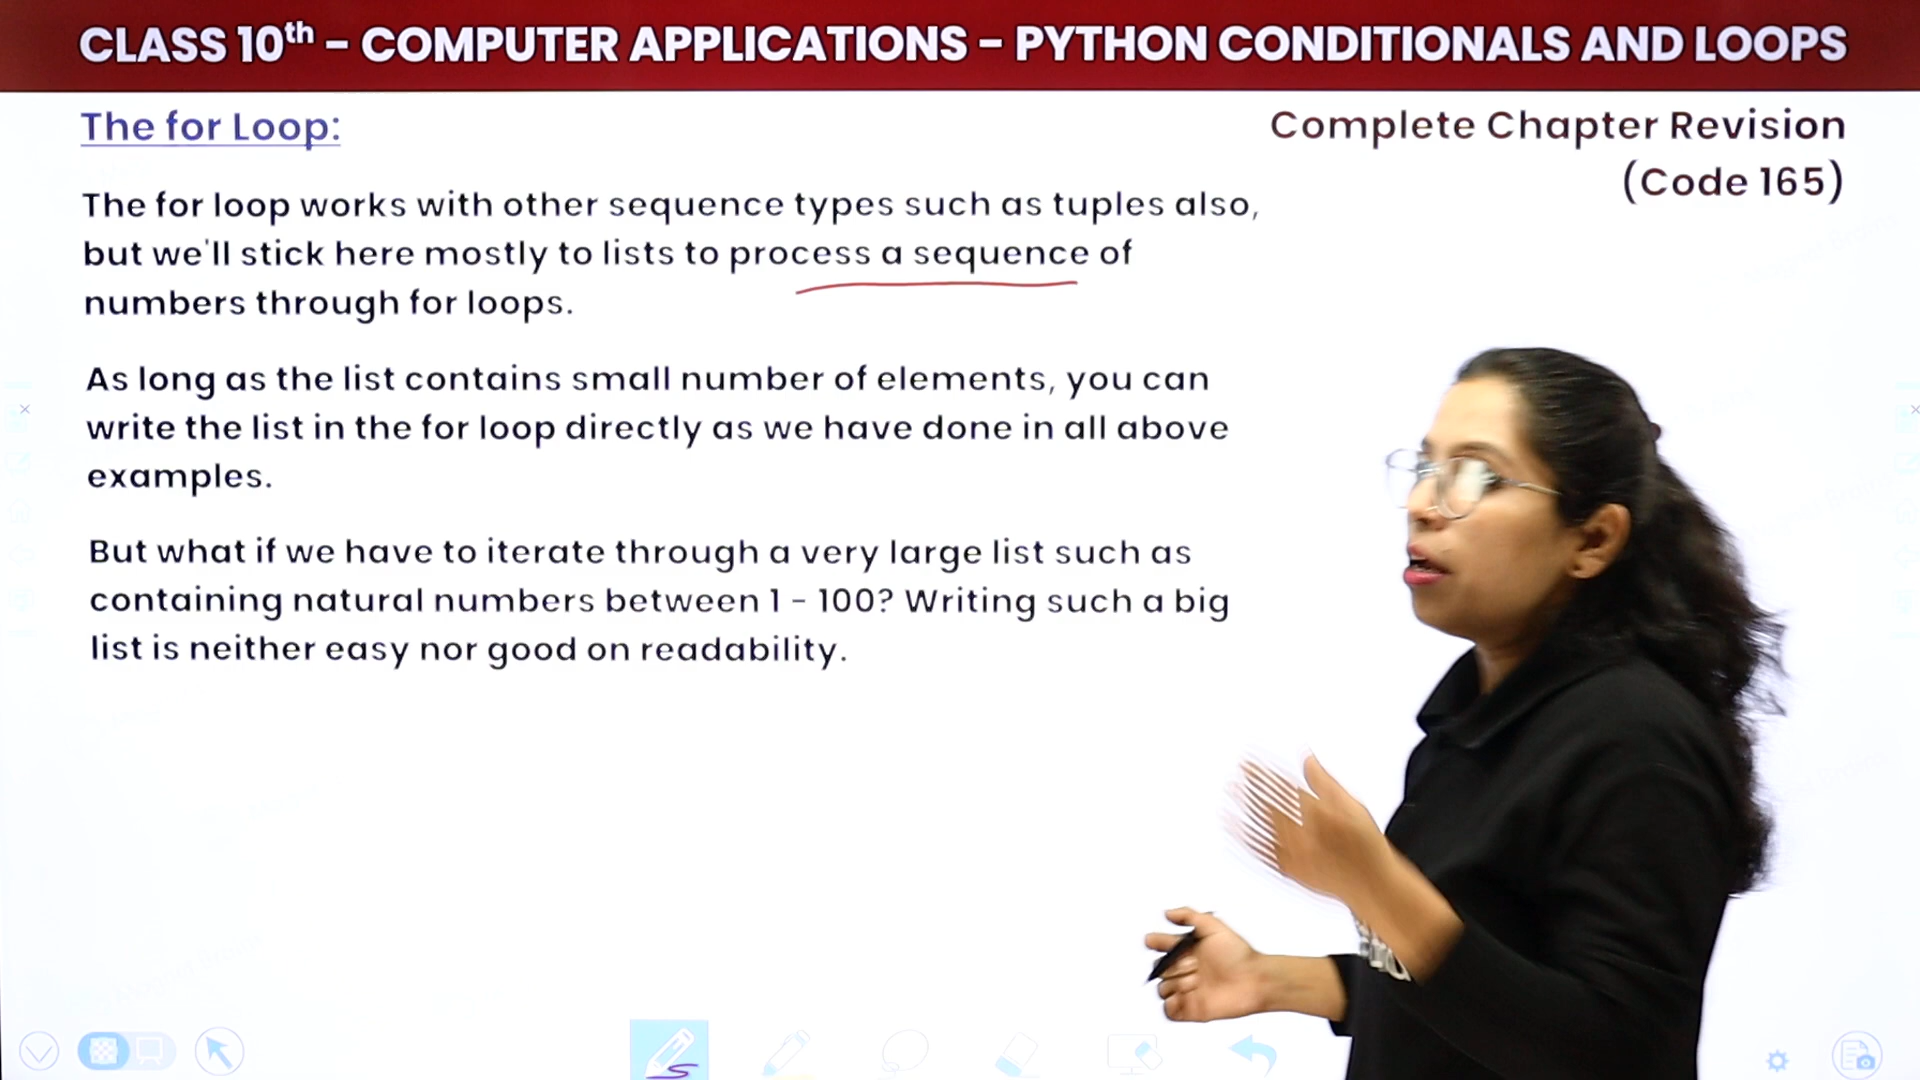 CLASS 10th – COMPUTER APPLICATIONS – PYTHON CONDITIONALS AND LOOPS
The for Loop:
Complete Chapter Revision
(Code 165)
The for loop works with other sequence types such as tuples also,
but we'll stick here mostly to lists to process a sequence of
numbers through for loops.
As long as the list contains small number of elements, you can
write the list in the for loop directly as we have done in all above
examples.
But what if we have to iterate through a very large list such as
containing natural numbers between 1 - 100? Writing such a big
list is neither easy nor good on readability.